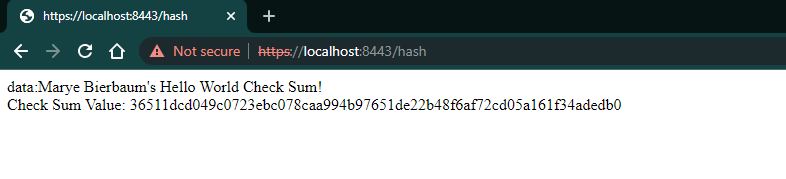 https://localhost:8443/hash
Not secure https://localhost:8443/hash
data:Marye Bierbaum's Hello World Check Sum!
Check Sum Value: 36511dcd049c0723ebc078caa994b97651de22b48f6af72cd05a161f34adedb0